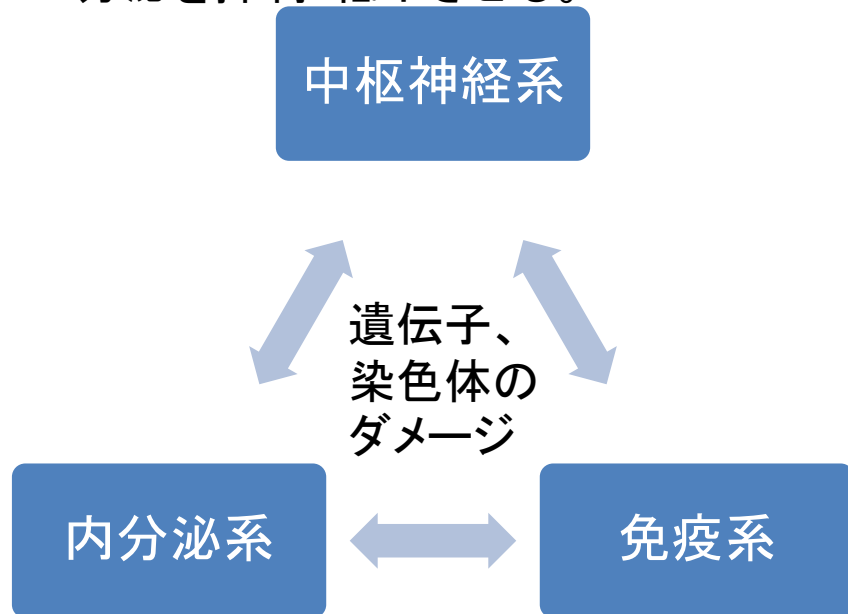 中枢神経系
遺伝子、
染色体の
ダメージ
内分泌系
免疫系